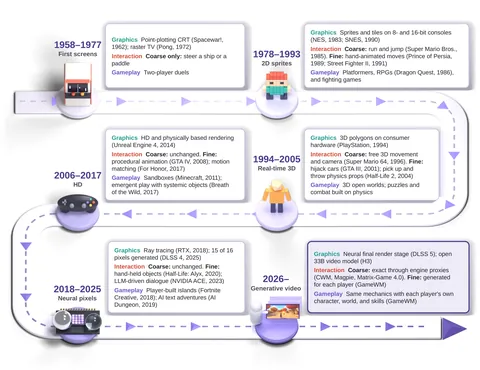 1958–1977
First screens
Graphics Point-plotting CRT (Spacewar!,
1962); raster TV (Pong, 1972)
Interaction Coarse only: steer a ship or a
paddle
Gameplay Two-player duels
1978–1993
2D sprites
Graphics Sprites and tiles on 8- and 16-bit consoles
(NES, 1983; SNES, 1990)
Interaction Coarse: run and jump (Super Mario Bros.,
1985). Fine: hand-animated moves (Prince of Persia,
1989; Street Fighter II, 1991)
Gameplay Platformers, RPGs (Dragon Quest, 1986),
and fighting games
1994–2005
Real-time 3D
Graphics 3D polygons on consumer
hardware (PlayStation, 1994)
Interaction Coarse: free 3D movement
and camera (Super Mario 64, 1996). Fine:
hijack cars (GTA III, 2001); pick up and
throw physics props (Half-Life 2, 2004)
Gameplay 3D open worlds; puzzles and
combat built on physics
2006–2017
HD
Graphics HD and physically based rendering
(Unreal Engine 4, 2014)
Interaction Coarse: unchanged. Fine:
procedural animation (GTA IV, 2008); motion
matching (For Honor, 2017)
Gameplay Sandboxes (Minecraft, 2011);
emergent play with systemic objects (Breath
of the Wild, 2017)
2018–2025
Neural pixels
Graphics Ray tracing (RTX, 2018); 15 of 16
pixels generated (DLSS 4, 2025)
Interaction Coarse: unchanged. Fine:
hand-held objects (Half-Life: Alyx, 2020);
LLM-driven dialogue (NVIDIA ACE, 2023)
Gameplay Player-built islands (Fortnite
Creative, 2018); AI text adventures (AI
Dungeon, 2019)
2026–
Generative video
Graphics Neural final render stage (DLSS 5); open
33B video model (H3)
Interaction Coarse: exact through engine proxies
(CWM, Magpie, Matrix-Game 4.0). Fine: generated
for each player (GameWM)
Gameplay Same mechanics with each player's own
character, world, and skills (GameWM)